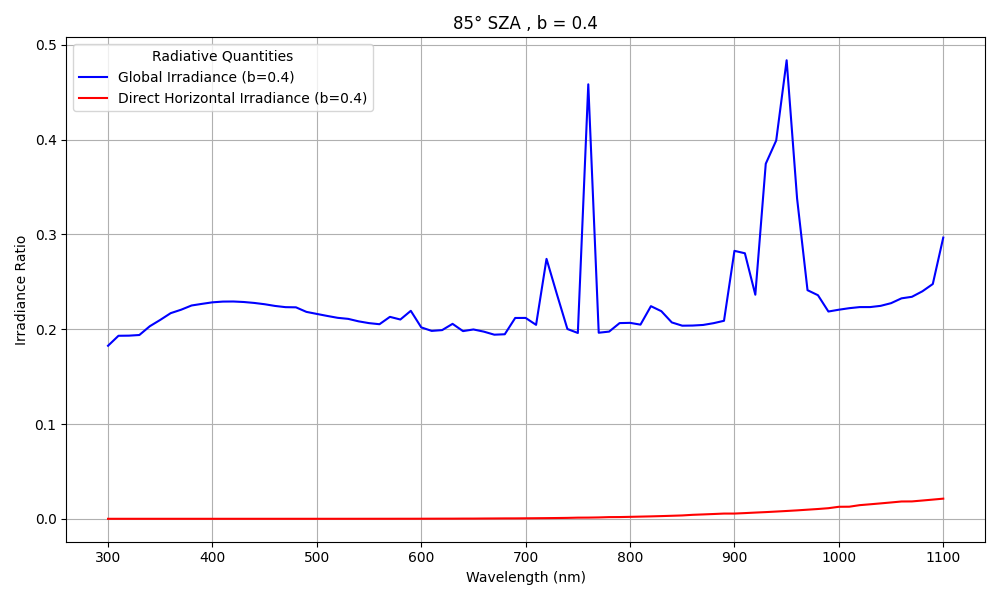 85° SZA , b = 0.4
Radiative Quantities
Global Irradiance (b=0.4)
Direct Horizontal Irradiance (b=0.4)
Irradiance Ratio
0.5
0.4
0.3
0.2
0.1
0.0
300 400 500 600 700 800 900 1000 1100
Wavelength (nm)